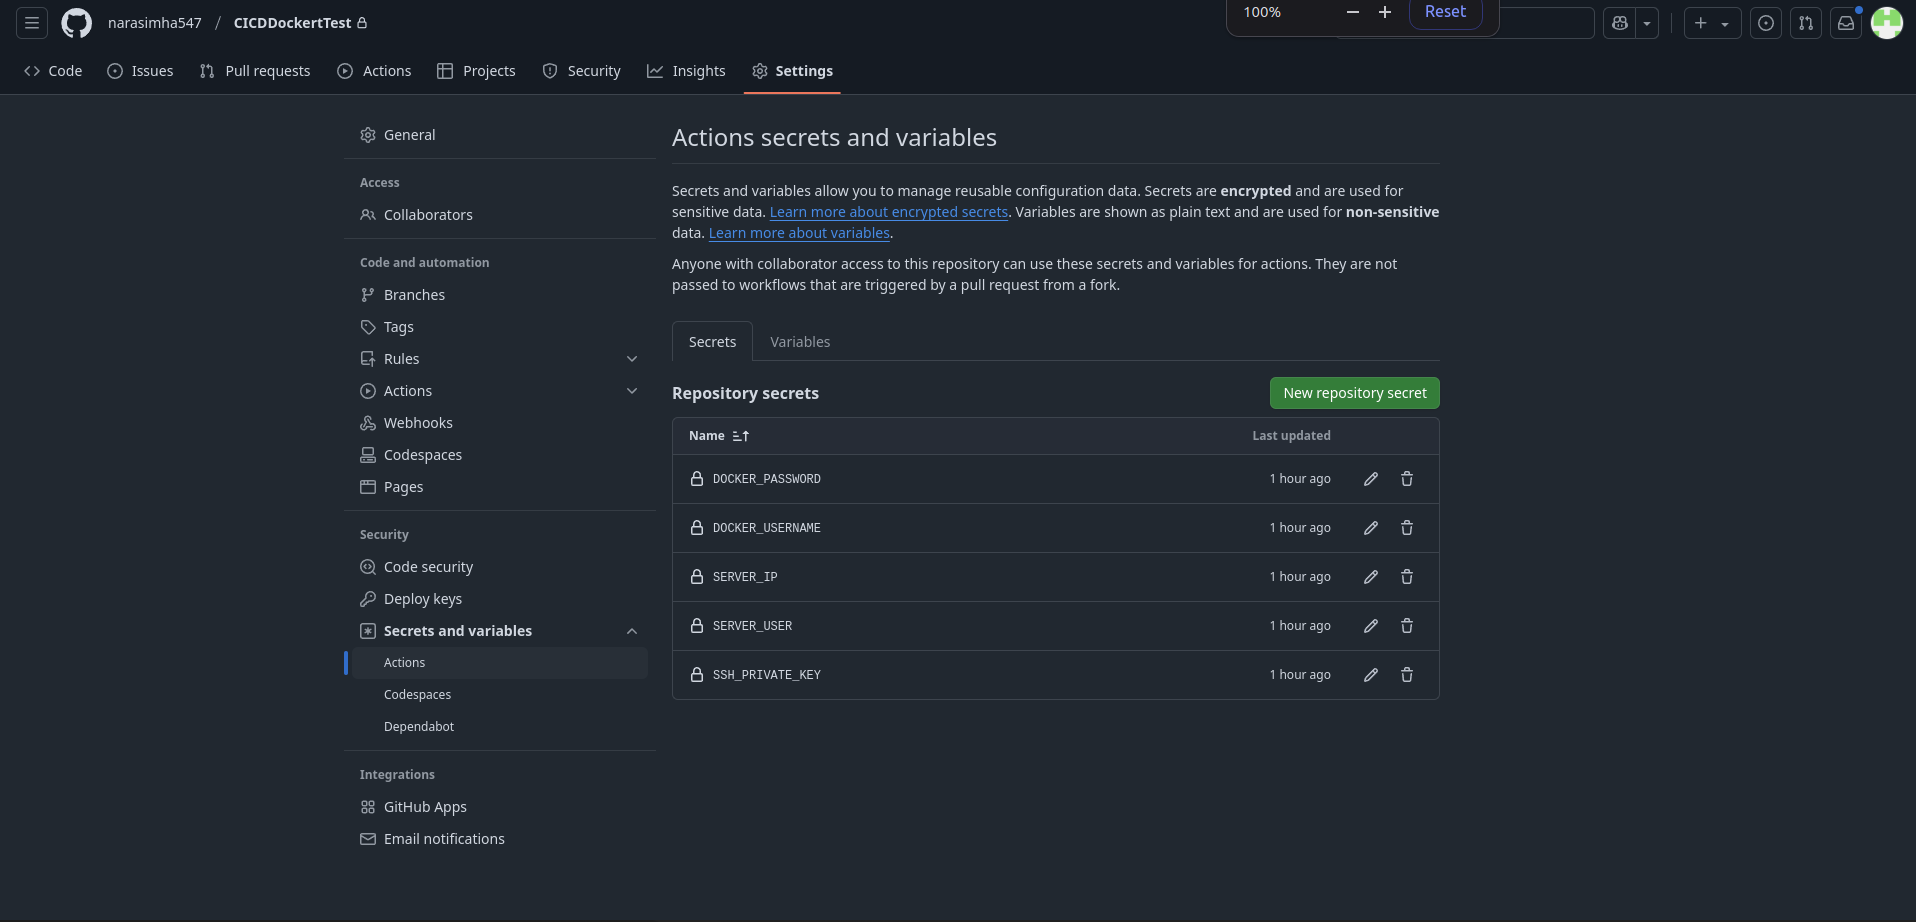 narasimha547 / CICDDockertTest
100% − + Reset
Code Issues Pull requests Actions Projects Security Insights Settings
General
Access
Collaborators
Code and automation
Branches
Tags
Rules
Actions
Webhooks
Codespaces
Pages
Security
Code security
Deploy keys
Secrets and variables
Actions
Codespaces
Dependabot
Integrations
GitHub Apps
Email notifications
Actions secrets and variables
Secrets and variables allow you to manage reusable configuration data. Secrets are encrypted and are used for
sensitive data. Learn more about encrypted secrets. Variables are shown as plain text and are used for non-sensitive
data. Learn more about variables.
Anyone with collaborator access to this repository can use these secrets and variables for actions. They are not
passed to workflows that are triggered by a pull request from a fork.
Secrets Variables
Repository secrets New repository secret
Name Last updated
DOCKER_PASSWORD 1 hour ago
DOCKER_USERNAME 1 hour ago
SERVER_IP 1 hour ago
SERVER_USER 1 hour ago
SSH_PRIVATE_KEY 1 hour ago